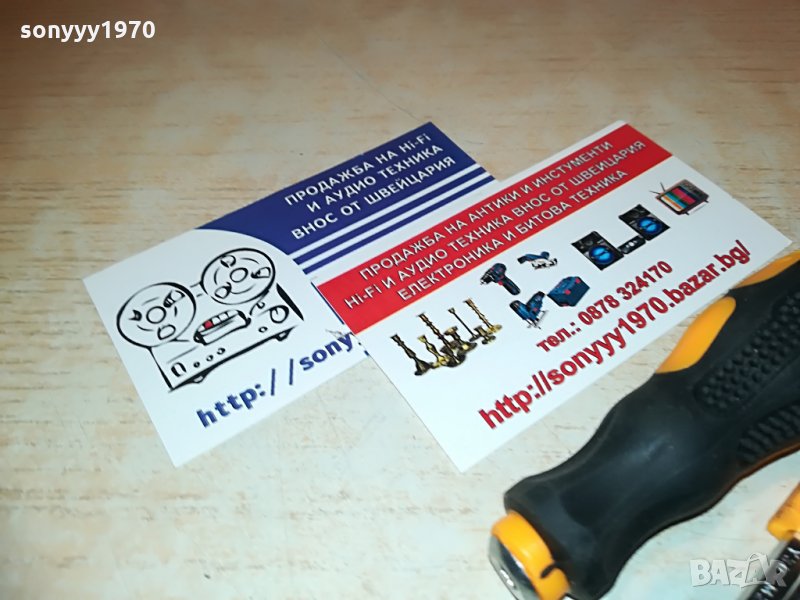 sonyyy1970
ПРОДАЖБА НА Hi-Fi
И АУДИО ТЕХНИКА
ВНОС ОТ ШВЕЙЦАРИЯ
http://sony
ПРОДАЖБА НА АНТИКИ И ИНСТУМЕНТИ
Hi-Fi И АУДИО ТЕХНИКА ВНОС ОТ ШВЕЙЦАРИЯ
ЕЛЕКТРОНИКА И БИТОВА ТЕХНИКА
тел.: 0878 324170
http://sonyyy1970.bazar.bg/
BAZAR